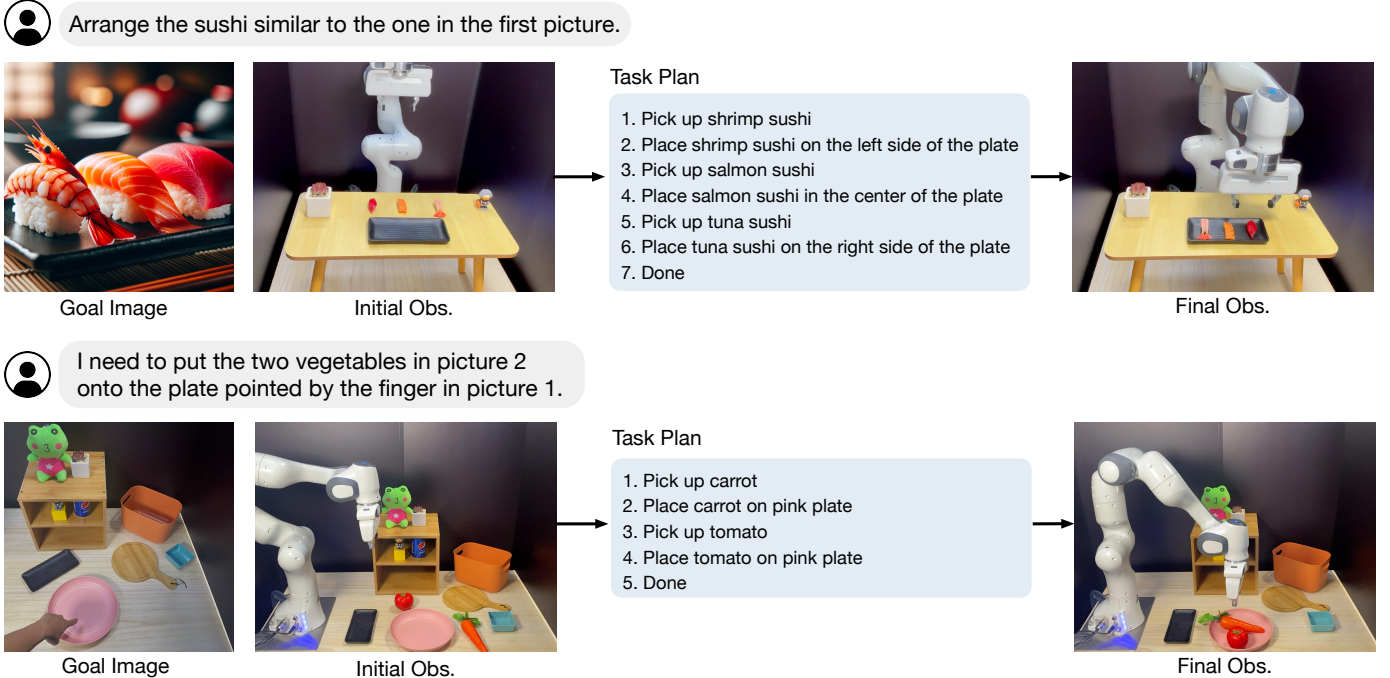 Arrange the sushi similar to the one in the first picture.
Task Plan
1. Pick up shrimp sushi
2. Place shrimp sushi on the left side of the plate
3. Pick up salmon sushi
4. Place salmon sushi in the center of the plate
5. Pick up tuna sushi
6. Place tuna sushi on the right side of the plate
7. Done
Goal Image
Initial Obs.
Final Obs.
I need to put the two vegetables in picture 2
onto the plate pointed by the finger in picture 1.
Task Plan
1. Pick up carrot
2. Place carrot on pink plate
3. Pick up tomato
4. Place tomato on pink plate
5. Done
Goal Image
Initial Obs.
Final Obs.